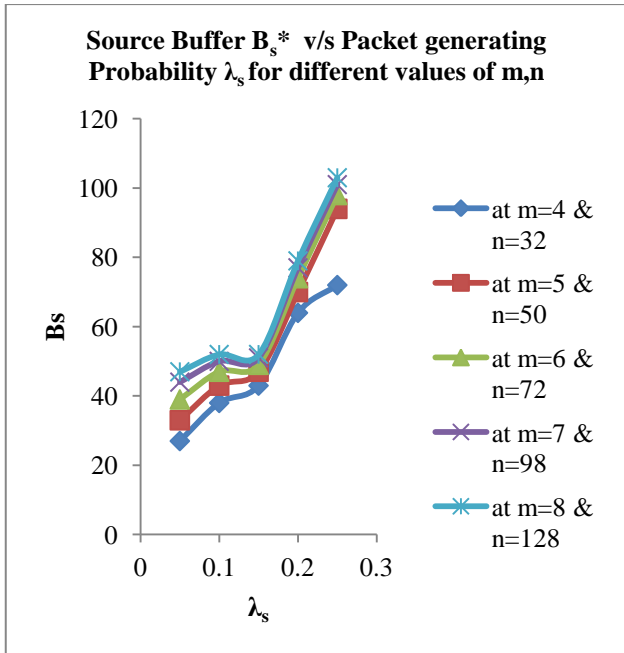 Source Buffer Bs* v/s Packet generating
Probability λs for different values of m,n
120
100
80
60
40
20
0
Bs
0
0.1
0.2
0.3
λs
at m=4 &
n=32
at m=5 &
n=50
at m=6 &
n=72
at m=7 &
n=98
at m=8 &
n=128